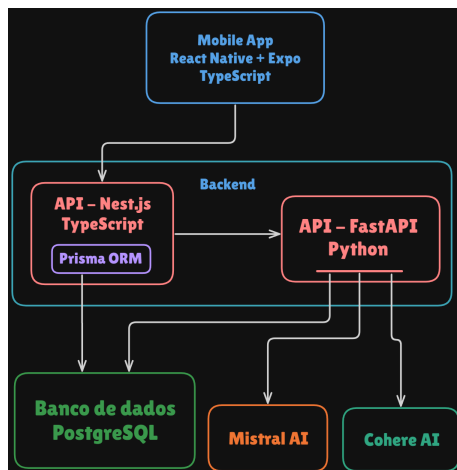 Mobile App
React Native + Expo
TypeScript
Backend
API - Nest.js
TypeScript
Prisma ORM
API - FastAPI
Python
Banco de dados
PostgreSQL
Mistral AI
Cohere AI